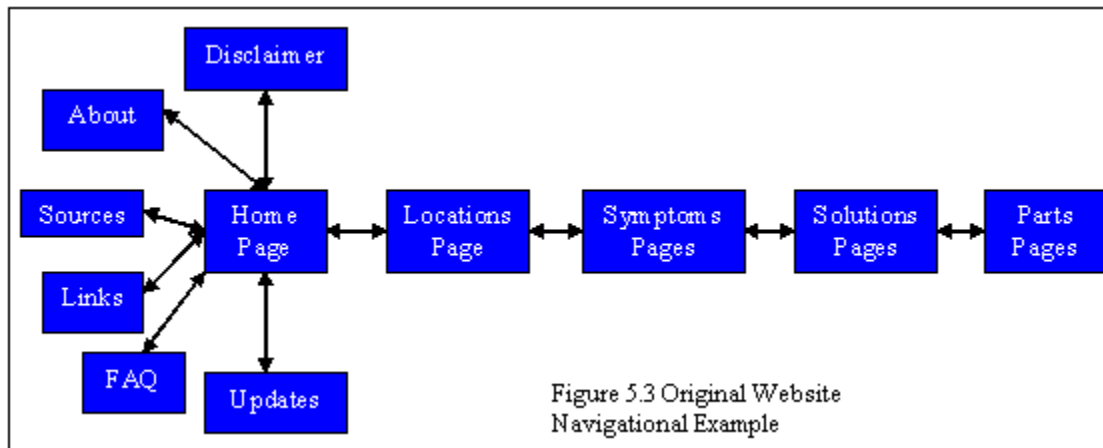 Disclaimer
About
Sources
Home
Page
Locations
Page
Symptoms
Pages
Solutions
Pages
Parts
Pages
Links
FAQ
Updates
Figure 5.3 Original Website
Navigational Example